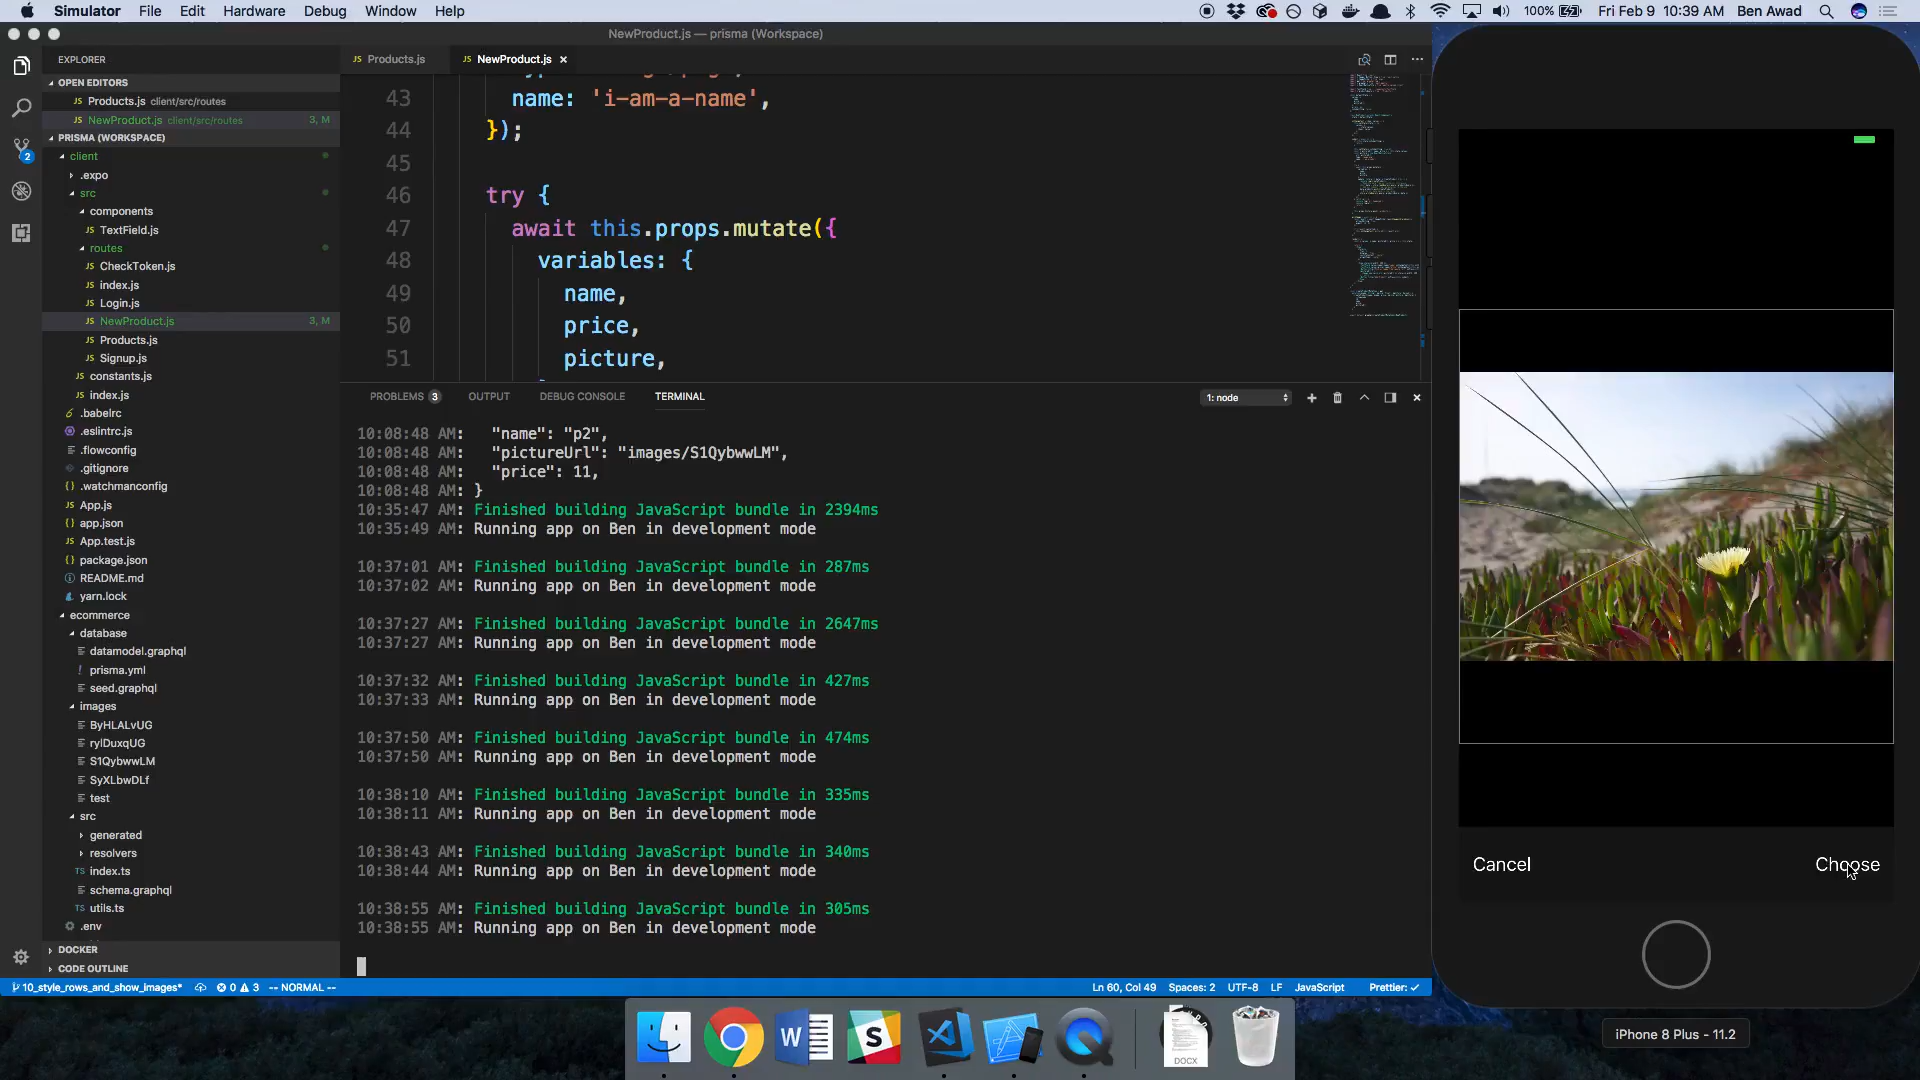 Simulator File Edit Hardware Debug Window Help
100% Fri Feb 9 10:39 AM Ben Awad
NewProduct.js — prisma (Workspace)
EXPLORER
OPEN EDITORS
Products.js client/src/routes
NewProduct.js client/src/routes 3, M
PRISMA (WORKSPACE)
client
.expo
src
components
JS TextField.js
routes
JS CheckToken.js
JS index.js
JS Login.js
JS NewProduct.js 3, M
JS Products.js
JS Signup.js
JS constants.js
JS index.js
.babelrc
.eslintrc.js
.flowconfig
.gitignore
{} .watchmanconfig
JS App.js
{} app.json
JS App.test.js
{} package.json
README.md
yarn.lock
ecommerce
database
datamodel.graphql
! prisma.yml
seed.graphql
images
ByHLALvUG
rylDuxqUG
S1QybwwLM
SyXLbwDLf
test
src
generated
resolvers
TS index.ts
schema.graphql
TS utils.ts
.env
DOCKER
CODE OUTLINE
2
JS Products.js JS NewProduct.js
43 name: 'i-am-a-name',
44 });
45
46 try {
47 await this.props.mutate({
48 variables: {
49 name,
50 price,
51 picture,
PROBLEMS 3 OUTPUT DEBUG CONSOLE TERMINAL 1: node
10:08:48 AM: "name": "p2",
10:08:48 AM: "pictureUrl": "images/S1QybwwLM",
10:08:48 AM: "price": 11,
10:08:48 AM: }
10:35:47 AM: Finished building JavaScript bundle in 2394ms
10:35:49 AM: Running app on Ben in development mode
10:37:01 AM: Finished building JavaScript bundle in 287ms
10:37:02 AM: Running app on Ben in development mode
10:37:27 AM: Finished building JavaScript bundle in 2647ms
10:37:27 AM: Running app on Ben in development mode
10:37:32 AM: Finished building JavaScript bundle in 427ms
10:37:33 AM: Running app on Ben in development mode
10:37:50 AM: Finished building JavaScript bundle in 474ms
10:37:50 AM: Running app on Ben in development mode
10:38:10 AM: Finished building JavaScript bundle in 335ms
10:38:11 AM: Running app on Ben in development mode
10:38:43 AM: Finished building JavaScript bundle in 340ms
10:38:44 AM: Running app on Ben in development mode
10:38:55 AM: Finished building JavaScript bundle in 305ms
10:38:55 AM: Running app on Ben in development mode
10_style_rows_and_show_images* 0 3 -- NORMAL -- Ln 60, Col 49 Spaces: 2 UTF-8 LF JavaScript Prettier: ✓
Cancel Choose
iPhone 8 Plus - 11.2
DOCX